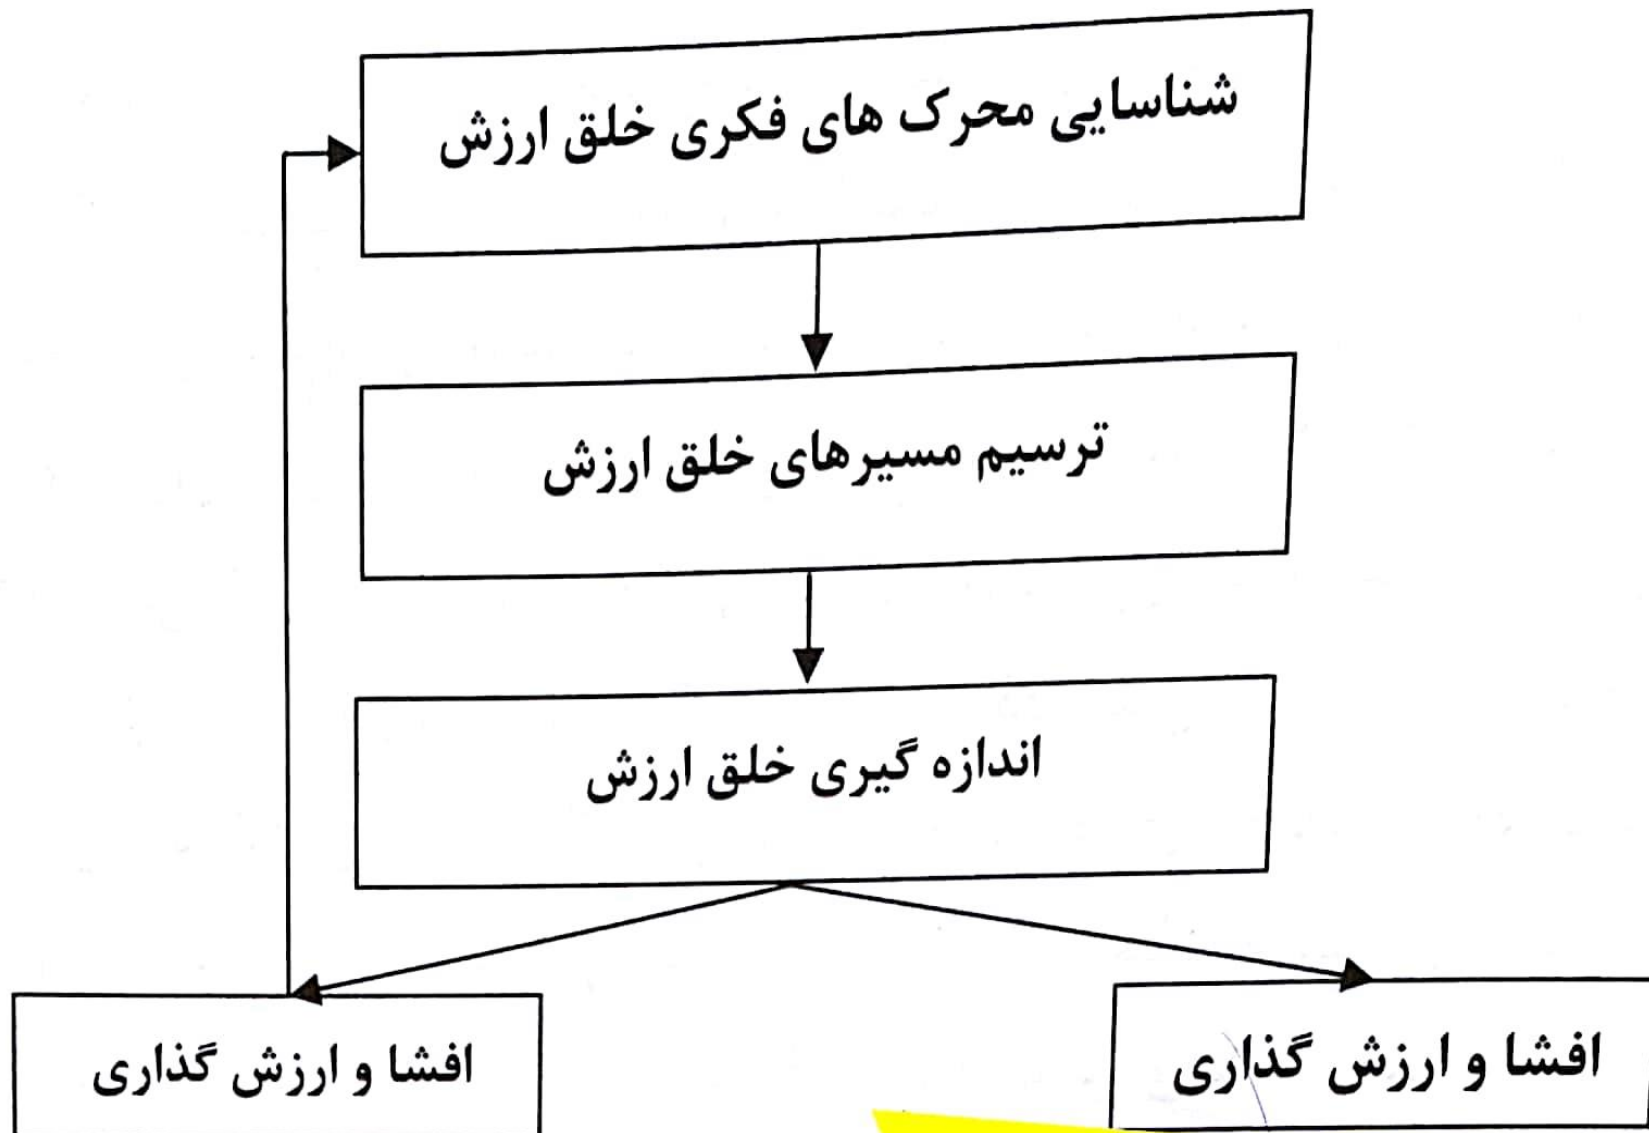 شناسایی محرک های فکری خلق ارزش
ترسیم مسیرهای خلق ارزش
اندازه گیری خلق ارزش
افشا و ارزش گذاری
افشا و ارزش گذاری